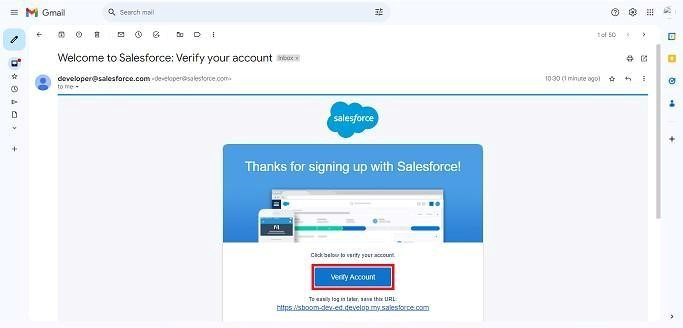 Gmail
Search mail
1 of 50
Welcome to Salesforce: Verify your account
Inbox ×
developer@salesforce.com <developer@salesforce.com>
10:30 (1 minute ago)
to me
salesforce
Thanks for signing up with Salesforce!
Click below to verify your account.
Verify Account
To easily log in later, save this URL:
https://sboom-dev-ed.develop.my.salesforce.com